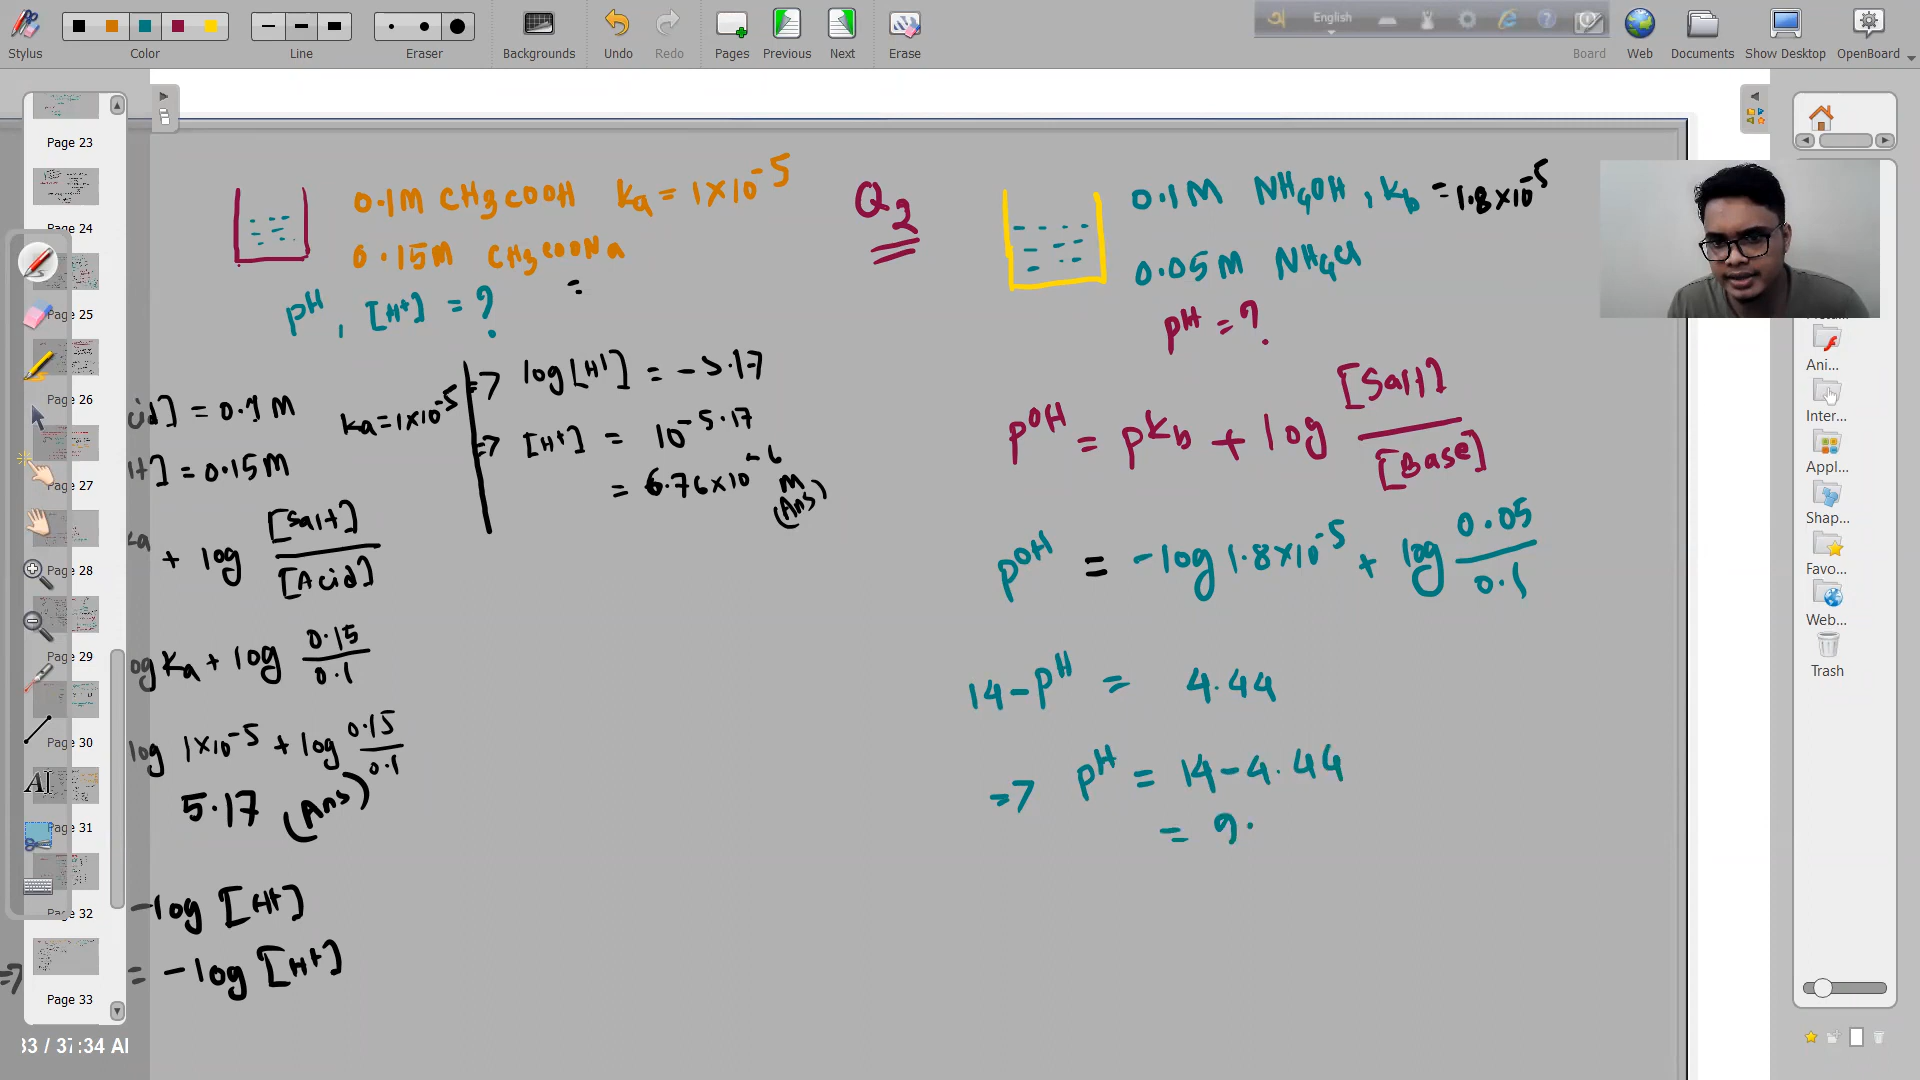 Stylus
Color
Line
Eraser
Backgrounds
Undo
Redo
Pages
Previous
Next
Erase
English
Board
Web
Documents
Show Desktop
OpenBoard
Page 23
24
Page 25
Page 26
Page 27
Page 28
Page 29
Page 30
Page 31
Page 32
Page 33
0.1M CH3COOH Ka = 1×10^-5
0.15M CH3COONa
=
pH, [H+] = ?
id] = 0.1 M
Ka = 1×10^-5
lt] = 0.15M
+ log [Salt]/[Acid]
og Ka + log 0.15/0.1
log 1×10^-5 + log 0.15/0.1
5.17 (Ans)
-log [H+]
=> = -log [H+]
=> log [H+] = -5.17
=> [H+] = 10^-5.17
= 6.76×10^-6 M
(Ans)
Q2
0.1M NH4OH, Kb = 1.8×10^-5
0.05M NH4Cl
pH = ?
pOH = pKb + log [Salt]/[Base]
pOH = -log 1.8×10^-5 + log 0.05/0.1
14-pH = 4.44
=> pH = 14-4.44
= 9.
Ani...
Inter...
Appl...
Shap...
Favo...
Web...
Trash
33 / 37